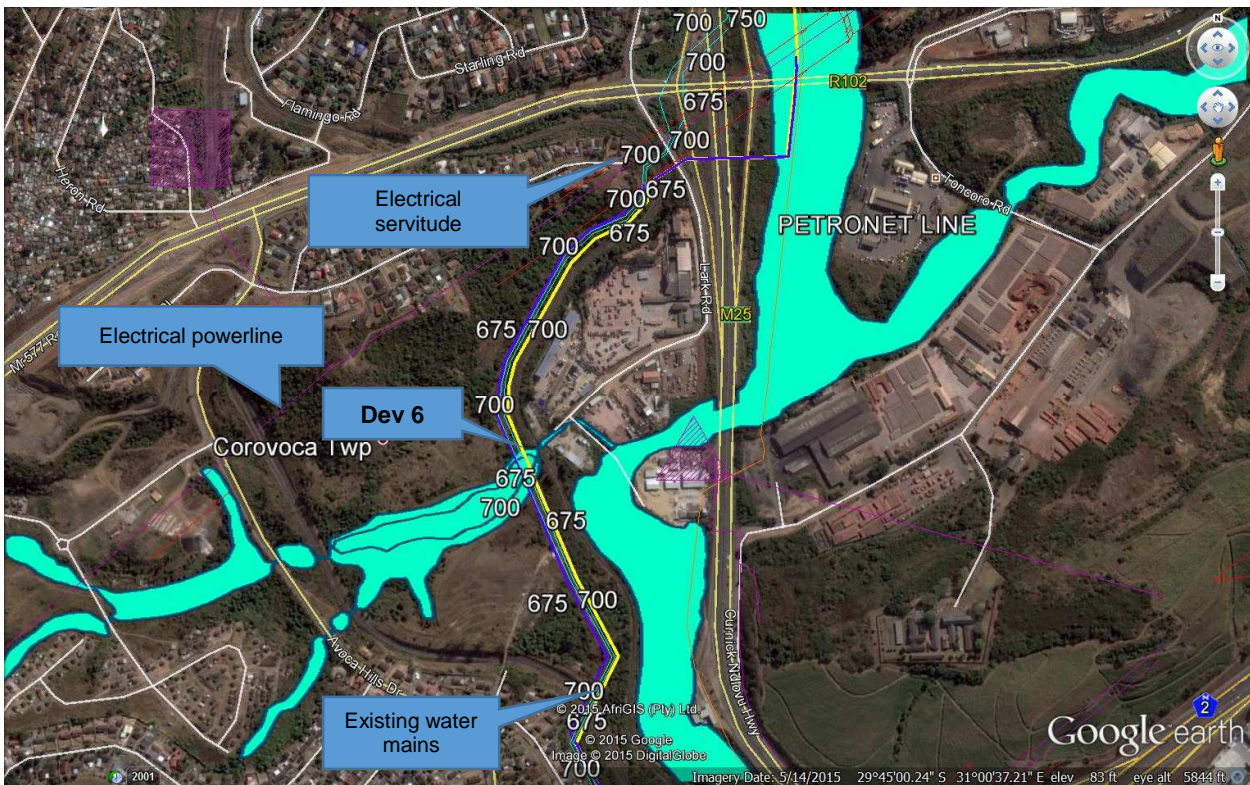 700
750
N
Starling Rd
700
R102
675
Flamingo Rd
700
700
Toncoro Rd
Heron Rd
Electrical
servitude
700
675
PETRONET LINE
675
700
Lark Rd
M25
Electrical powerline
675
700
M 577 R
Dev 6
700
Corovoca Twp
675
700
675
675
700
Avoca Hills Dr
Curnick Ndlovu Hwy
N
2
Existing water
mains
700
© 2015 AfriGIS (Pty) Ltd.
675
© 2015 Google
Image © 2015 DigitalGlobe
700
Google earth
2001
Imagery Date: 5/14/2015 29°45'00.24" S 31°00'37.21" E elev 83 ft eye alt 5844 ft